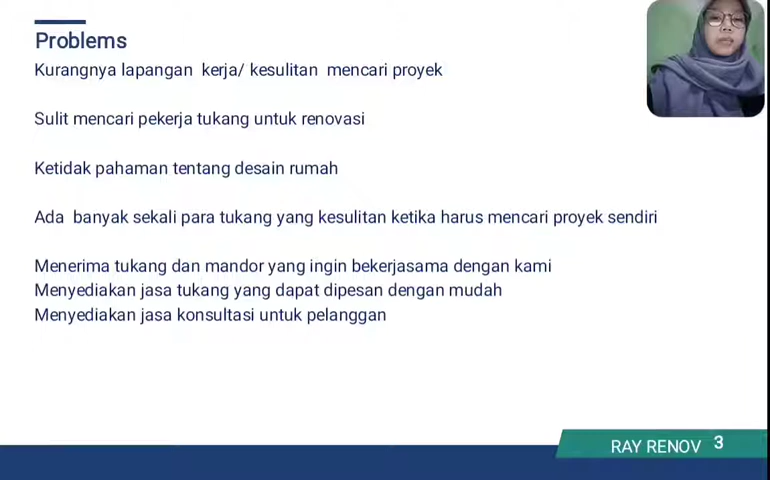 Problems
Kurangnya lapangan kerja/ kesulitan mencari proyek
Sulit mencari pekerja tukang untuk renovasi
Ketidak pahaman tentang desain rumah
Ada banyak sekali para tukang yang kesulitan ketika harus mencari proyek sendiri
Menerima tukang dan mandor yang ingin bekerjasama dengan kami
Menyediakan jasa tukang yang dapat dipesan dengan mudah
Menyediakan jasa konsultasi untuk pelanggan
RAY RENOV 3